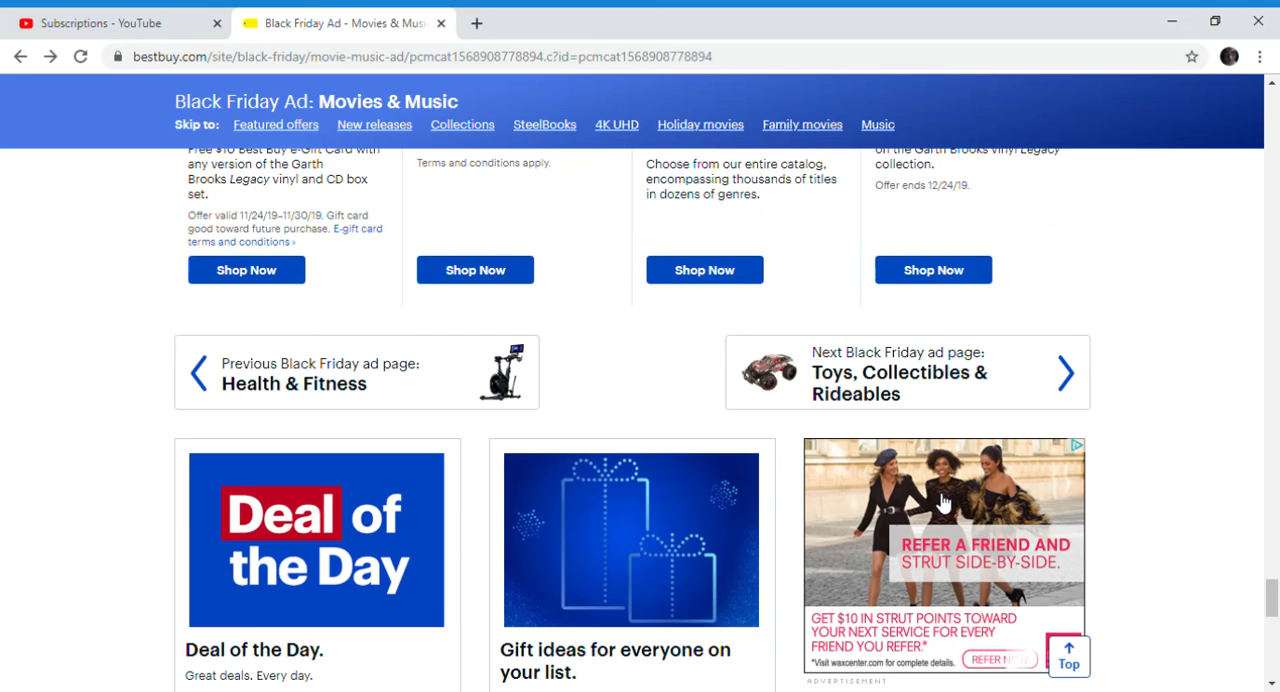 Subscriptions - YouTube
Black Friday Ad - Movies & Musi
bestbuy.com/site/black-friday/movie-music-ad/pcmcat1568908778894.c?id=pcmcat1568908778894
Black Friday Ad: Movies & Music
Skip to: Featured offers New releases Collections SteelBooks 4K UHD Holiday movies Family movies Music
Free $10 Best Buy e-Gift Card with
any version of the Garth
Brooks Legacy vinyl and CD box
set.
Offer valid 11/24/19–11/30/19. Gift card
good toward future purchase. E-gift card
terms and conditions ›
Shop Now
Terms and conditions apply.
Shop Now
Choose from our entire catalog,
encompassing thousands of titles
in dozens of genres.
Shop Now
on the Garth Brooks vinyl Legacy
collection.
Offer ends 12/24/19.
Shop Now
Previous Black Friday ad page:
Health & Fitness
Next Black Friday ad page:
Toys, Collectibles &
Rideables
Deal of
the Day
Deal of the Day.
Great deals. Every day.
Gift ideas for everyone on
your list.
REFER A FRIEND AND
STRUT SIDE-BY-SIDE.
GET $10 IN STRUT POINTS TOWARD
YOUR NEXT SERVICE FOR EVERY
FRIEND YOU REFER.*
*Visit waxcenter.com for complete details.
REFER
Top
ADVERTISEMENT